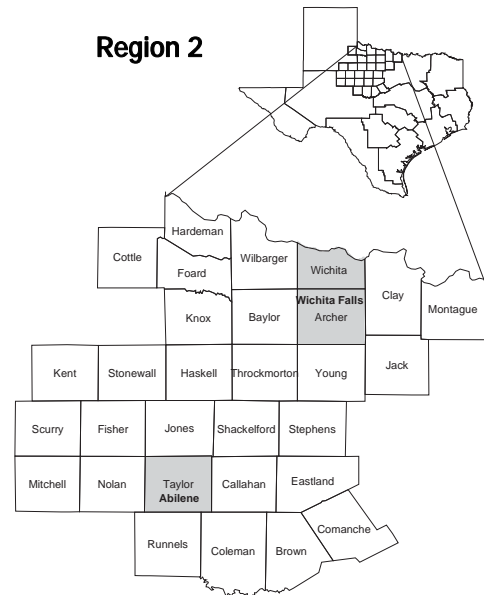 Region 2
Hardeman
Cottle
Wilbarger
Foard
Wichita
Wichita Falls
Clay
Montague
Knox
Baylor
Archer
Kent
Stonewall
Haskell
Throckmorton
Young
Jack
Scurry
Fisher
Jones
Shackelford
Stephens
Mitchell
Nolan
Taylor
Abilene
Callahan
Eastland
Runnels
Coleman
Brown
Comanche